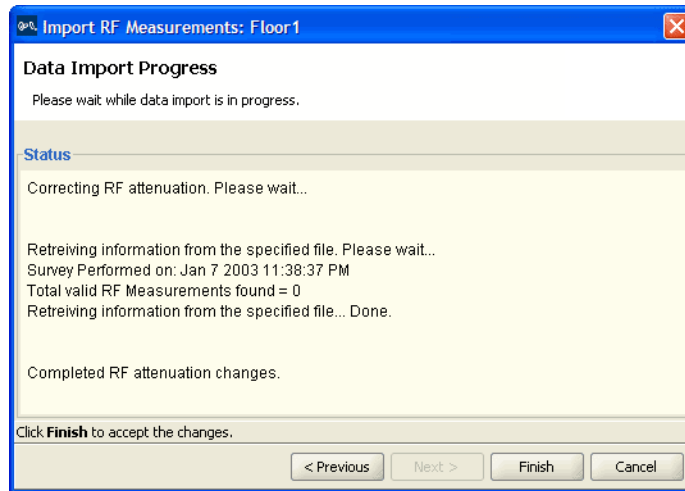 Import RF Measurements: Floor1
Data Import Progress
Please wait while data import is in progress.
Status
Correcting RF attenuation. Please wait...
Retreiving information from the specified file. Please wait...
Survey Performed on: Jan 7 2003 11:38:37 PM
Total valid RF Measurements found = 0
Retreiving information from the specified file... Done.
Completed RF attenuation changes.
Click Finish to accept the changes.
< Previous Next > Finish Cancel